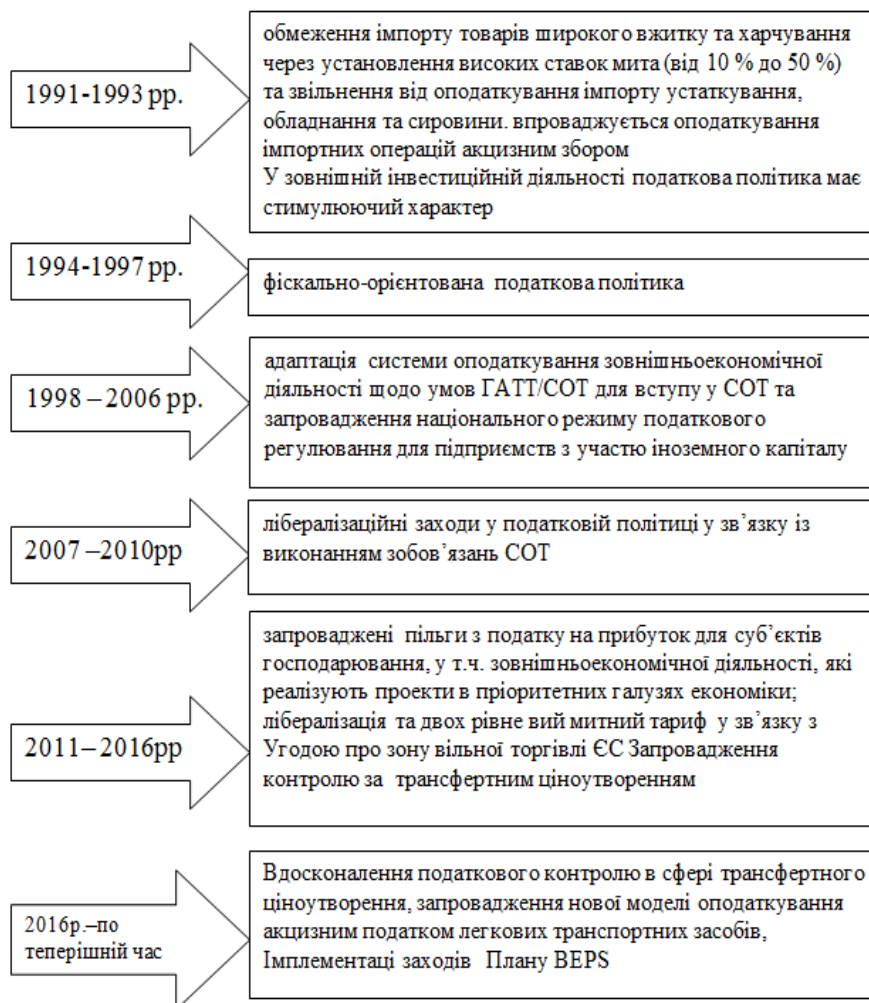 1991-1993 рр.
обмеження імпорту товарів широкого вжитку та харчування
через установлення високих ставок мита (від 10 % до 50 %)
та звільнення від оподаткування імпорту устаткування,
обладнання та сировини. впроваджується оподаткування
імпортних операцій акцизним збором
У зовнішній інвестиційній діяльності податкова політика має
стимулюючий характер
1994-1997 рр.
фіскально-орієнтована податкова політика
1998 – 2006 рр.
адаптація системи оподаткування зовнішньоекономічної
діяльності щодо умов ГАТТ/СОТ для вступу у СОТ та
запровадження національного режиму податкового
регулювання для підприємств з участю іноземного капіталу
2007 –2010рр
лібералізаційні заходи у податковій політиці у зв’язку із
виконанням зобов’язань СОТ
2011– 2016рр
запроваджені пільги з податку на прибуток для суб’єктів
господарювання, у т.ч. зовнішньоекономічної діяльності, які
реалізують проекти в пріоритетних галузях економіки;
лібералізація та двох рівне вий митний тариф у зв’язку з
Угодою про зону вільної торгівлі ЄС Запровадження
контролю за трансфертним ціноутворенням
2016р.–по
теперішній час
Вдосконалення податкового контролю в сфері трансфертного
ціноутворення, запровадження нової моделі оподаткування
акцизним податком легкових транспортних засобів,
Імплементаці заходів Плану BEPS